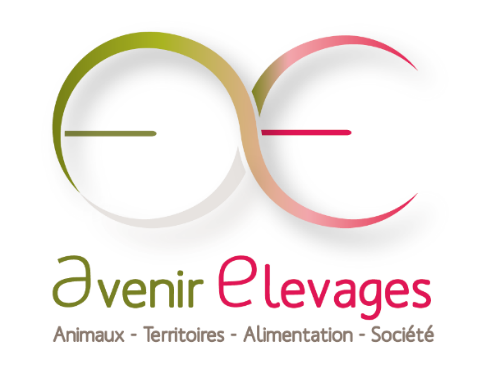 avenir elevages
Animaux - Territoires - Alimentation - Société